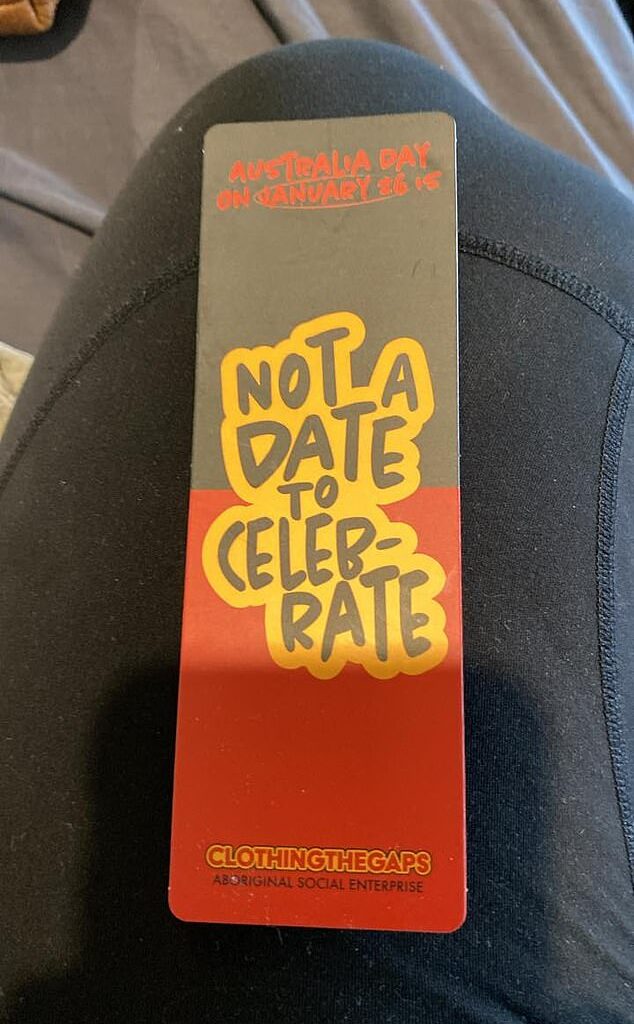 AUSTRALIA DAY
ON JANUARY 26 IS
NOT A
DATE
TO
CELEB-
RATE
CLOTHINGTHEGAPS
ABORIGINAL SOCIAL ENTERPRISE